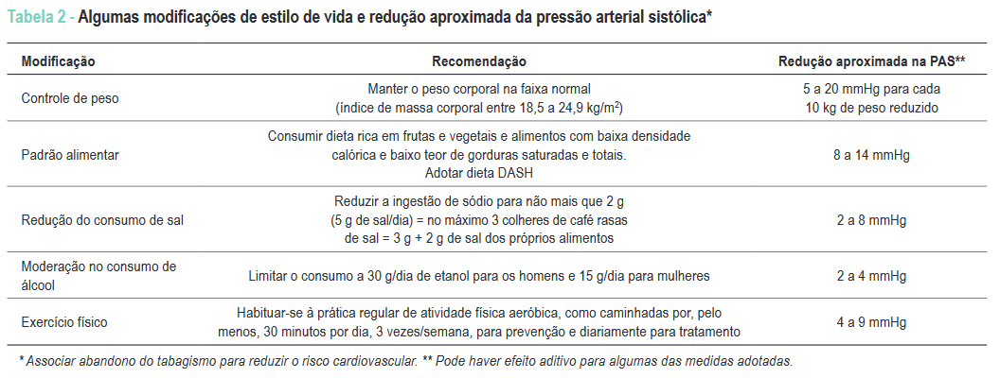 Tabela 2 - Algumas modificações de estilo de vida e redução aproximada da pressão arterial sistólica*
Modificação Recomendação Redução aproximada na PAS**
Controle de peso
Manter o peso corporal na faixa normal
(índice de massa corporal entre 18,5 a 24,9 kg/m²)
5 a 20 mmHg para cada
10 kg de peso reduzido
Padrão alimentar
Consumir dieta rica em frutas e vegetais e alimentos com baixa densidade
calórica e baixo teor de gorduras saturadas e totais.
Adotar dieta DASH
8 a 14 mmHg
Redução do consumo de sal
Reduzir a ingestão de sódio para não mais que 2 g
(5 g de sal/dia) = no máximo 3 colheres de café rasas
de sal = 3 g + 2 g de sal dos próprios alimentos
2 a 8 mmHg
Moderação no consumo de
álcool
Limitar o consumo a 30 g/dia de etanol para os homens e 15 g/dia para mulheres
2 a 4 mmHg
Exercício físico
Habituar-se à prática regular de atividade física aeróbica, como caminhadas por, pelo
menos, 30 minutos por dia, 3 vezes/semana, para prevenção e diariamente para tratamento
4 a 9 mmHg
* Associar abandono do tabagismo para reduzir o risco cardiovascular. ** Pode haver efeito aditivo para algumas das medidas adotadas.